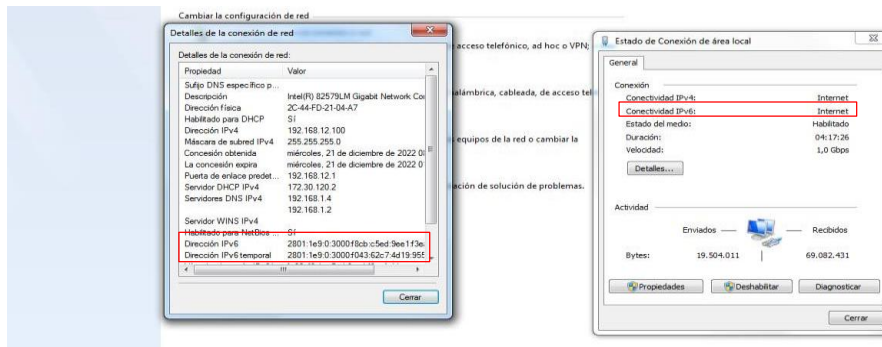 Cambiar la configuración de red
Detalles de la conexión de red
Detalles de la conexión de red:
Propiedad Valor
Sufijo DNS específico p...
Descripción Intel(R) 82579LM Gigabit Network Co
Dirección física 2C-44-FD-21-04-A7
Habilitado para DHCP Sí
Dirección IPv4 192.168.12.100
Máscara de subred IPv4 255.255.255.0
Concesión obtenida miércoles, 21 de diciembre de 2022 0
La concesión expira miércoles, 21 de diciembre de 2022 0
Puerta de enlace predet... 192.168.12.1
Servidor DHCP IPv4 172.30.120.2
Servidores DNS IPv4 192.168.1.4
192.168.1.2
Servidor WINS IPv4
Habilitado para NetBios ... Sí
Dirección IPv6 2801:1e9:0:3000:f8cb:c5ed:9ee1:f3e
Dirección IPv6 temporal 2801:1e9:0:3000:f043:62c7:4d19:955
Cerrar
acceso telefónico, ad hoc o VPN;
alámbrica, cableada, de acceso tel
equipos de la red o cambiar la
ación de solución de problemas.
Estado de Conexión de área local
General
Conexión
Conectividad IPv4: Internet
Conectividad IPv6: Internet
Estado del medio: Habilitado
Duración: 04:17:26
Velocidad: 1,0 Gbps
Detalles...
Actividad
Enviados Recibidos
Bytes: 19.504.011 69.082.431
Propiedades Deshabilitar Diagnosticar
Cerrar